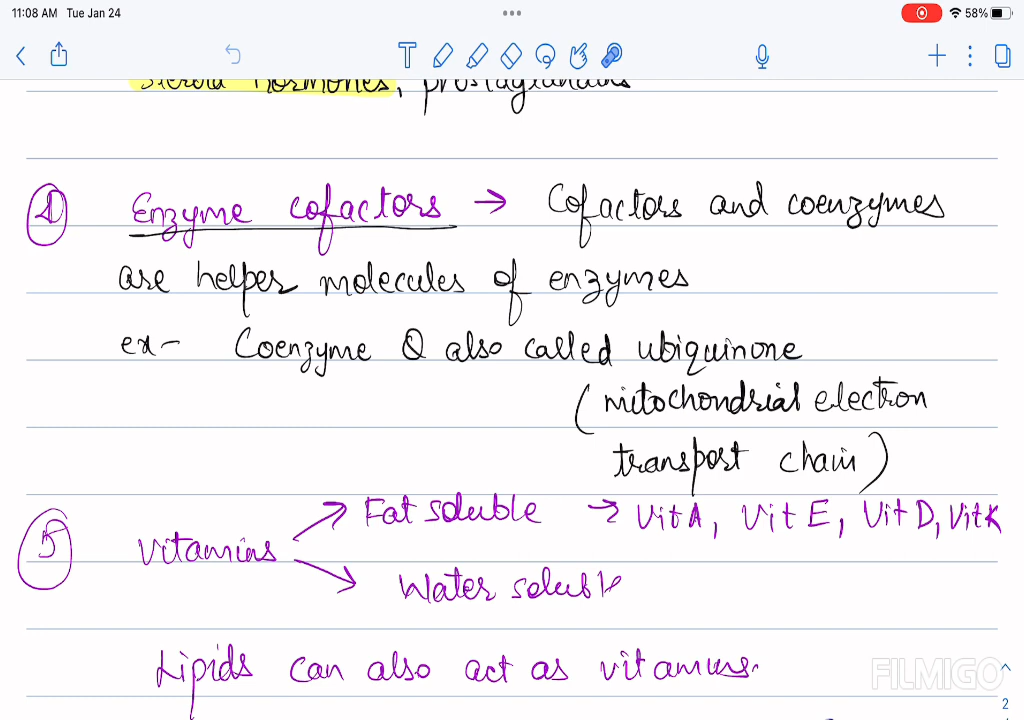 11:08 AM Tue Jan 24
58%
Steroid hormones, prostaglandins
4 Enzyme cofactors → Cofactors and coenzymes
are helper molecules of enzymes
ex- Coenzyme Q also called ubiquinone
(mitochondrial electron
transport chain)
→ Fat soluble → Vit A, Vit E, Vit D, Vit K
5 Vitamins
→ Water soluble
Lipids can also act as vitamins.
FILMIGO
2